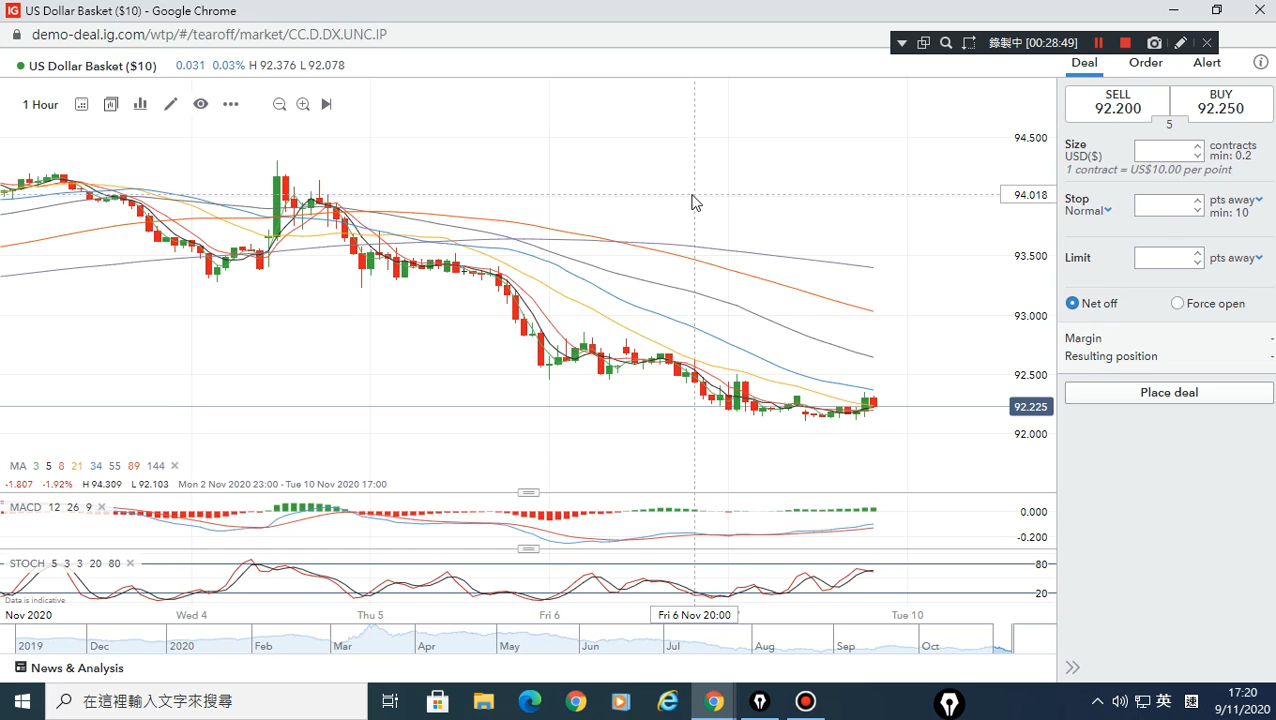 IG US Dollar Basket ($10) - Google Chrome
demo-deal.ig.com/wtp/#/tearoff/market/CC.D.DX.UNC.IP
錄製中 [00:28:49]
US Dollar Basket ($10) 0.031 0.03% H 92.376 L 92.078
Deal Order Alert
1 Hour
SELL
92.200
BUY
92.250
5
Size
USD($)
contracts
min: 0.2
1 contract = US$10.00 per point
Stop
Normal
pts away
min: 10
Limit
pts away
Net off
Force open
Margin -
Resulting position -
Place deal
94.500
94.018
93.500
93.000
92.500
92.225
92.000
MA 3 5 8 21 34 55 89 144
-1.807 -1.92% H 94.309 L 92.103 Mon 2 Nov 2020 23:00 - Tue 10 Nov 2020 17:00
MACD 12 26 9
0.000
-0.200
STOCH 5 3 3 20 80
80
20
Data is indicative
Nov 2020 Wed 4 Thu 5 Fri 6 Fri 6 Nov 20:00 Tue 10
2019 Dec 2020 Feb Mar Apr May Jun Jul Aug Sep Oct
News & Analysis
在這裡輸入文字來搜尋
英
17:20
9/11/2020